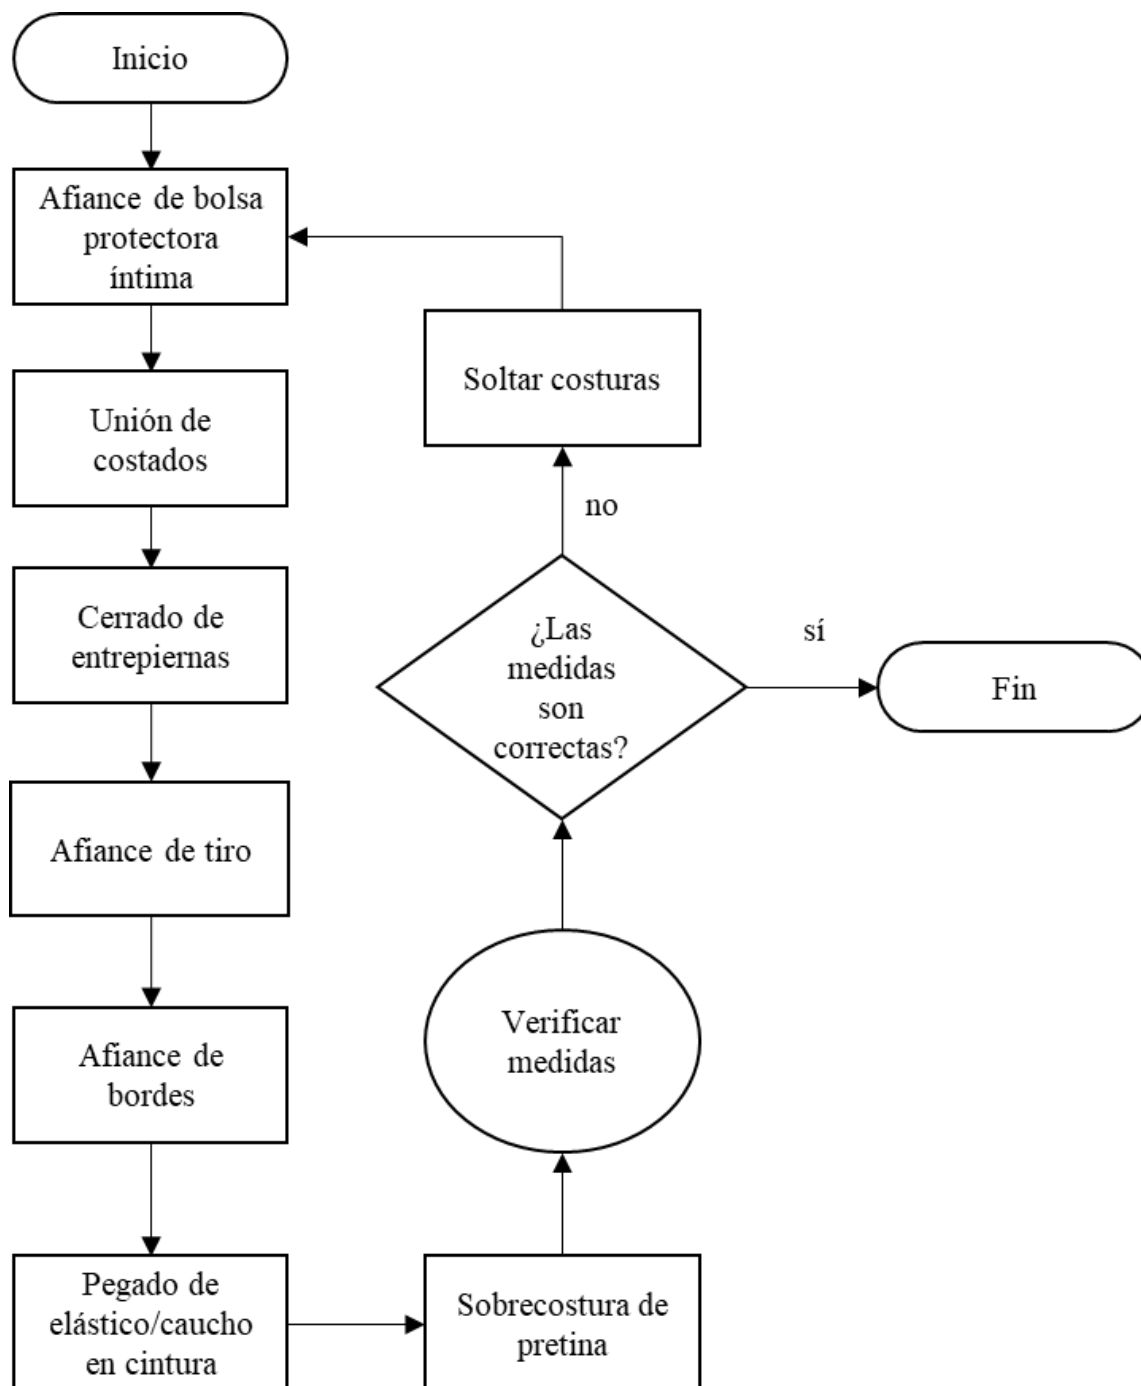 Inicio
Afiance de bolsa
protectora
íntima
Unión de
costados
Cerrado de
entrepiernas
Afiance de tiro
Afiance de
bordes
Pegado de
elástico/caucho
en cintura
Sobrecostura de
pretina
Verificar
medidas
¿Las
medidas
son
correctas?
no
Soltar costuras
sí
Fin